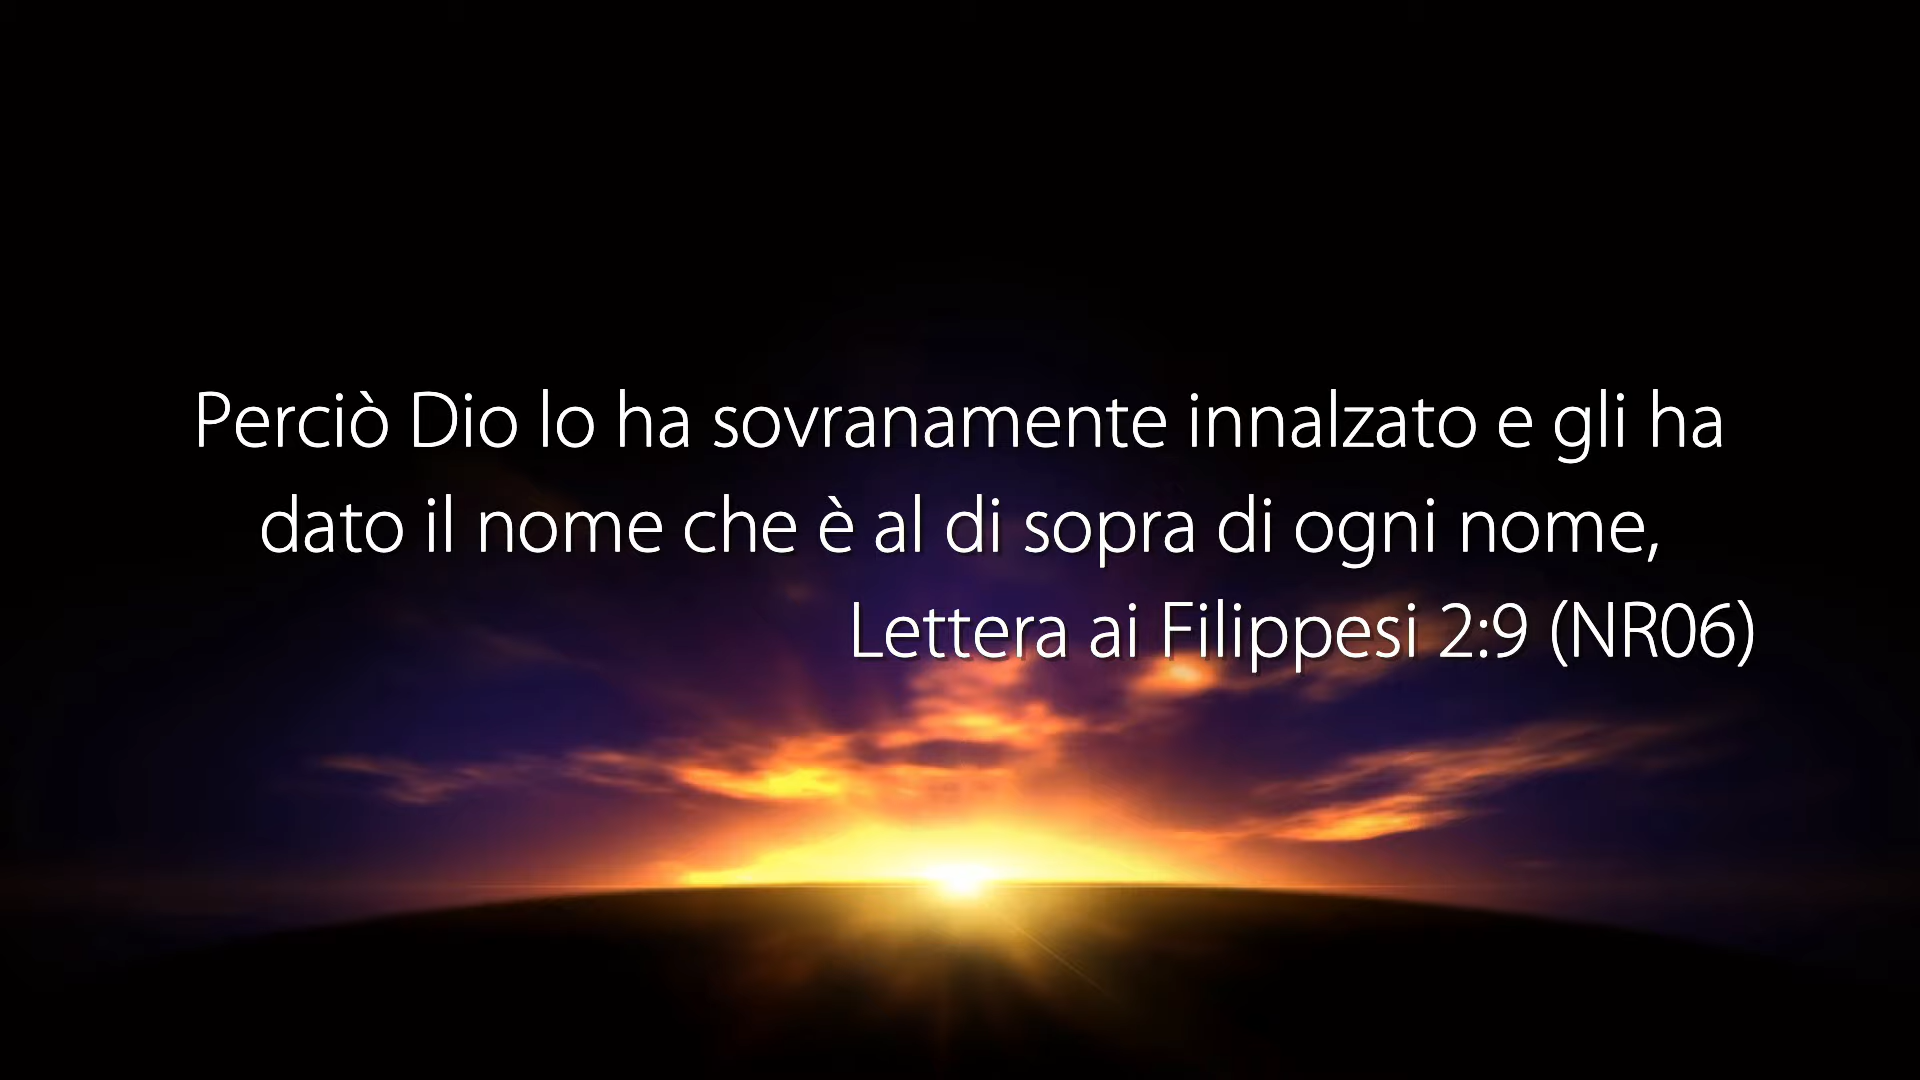 Perciò Dio lo ha sovranamente innalzato e gli ha
dato il nome che è al di sopra di ogni nome,
Lettera ai Filippesi 2:9 (NR06)